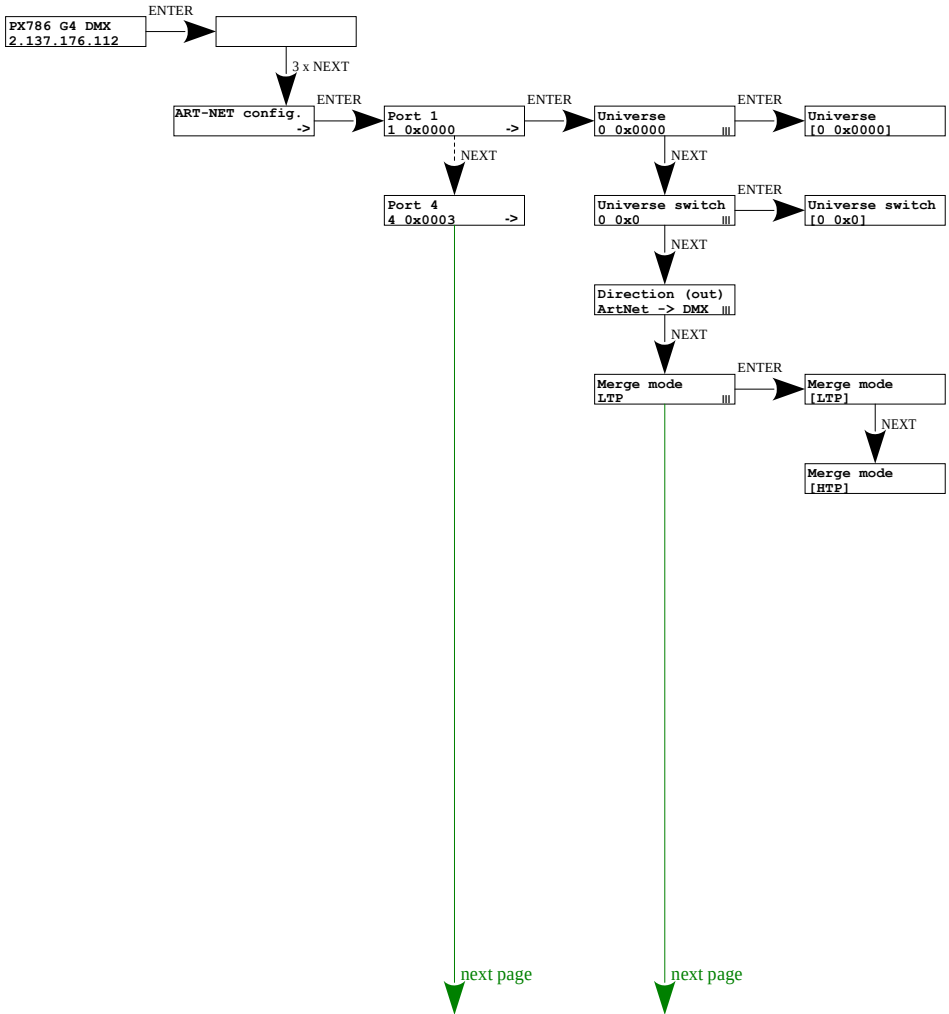 ENTER
PX786 G4 DMX
2.137.176.112
3 x NEXT
ENTER
ENTER
ENTER
ART-NET config.
->
Port 1
1 0x0000 ->
Universe
0 0x0000
Universe
[0 0x0000]
NEXT
NEXT
ENTER
Port 4
4 0x0003 ->
Universe switch
0 0x0
Universe switch
[0 0x0]
NEXT
Direction (out)
ArtNet -> DMX
NEXT
ENTER
Merge mode
LTP
Merge mode
[LTP]
NEXT
Merge mode
[HTP]
next page
next page